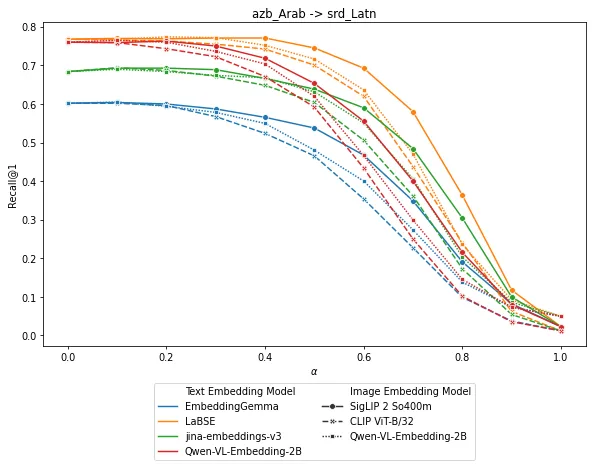 azb_Arab -> srd_Latn
0.8
0.7
0.6
0.5
0.4
0.3
0.2
0.1
0.0
Recall@1
0.0 0.2 0.4 0.6 0.8 1.0
α
Text Embedding Model Image Embedding Model
EmbeddingGemma SigLIP 2 So400m
LaBSE CLIP ViT-B/32
jina-embeddings-v3 Qwen-VL-Embedding-2B
Qwen-VL-Embedding-2B